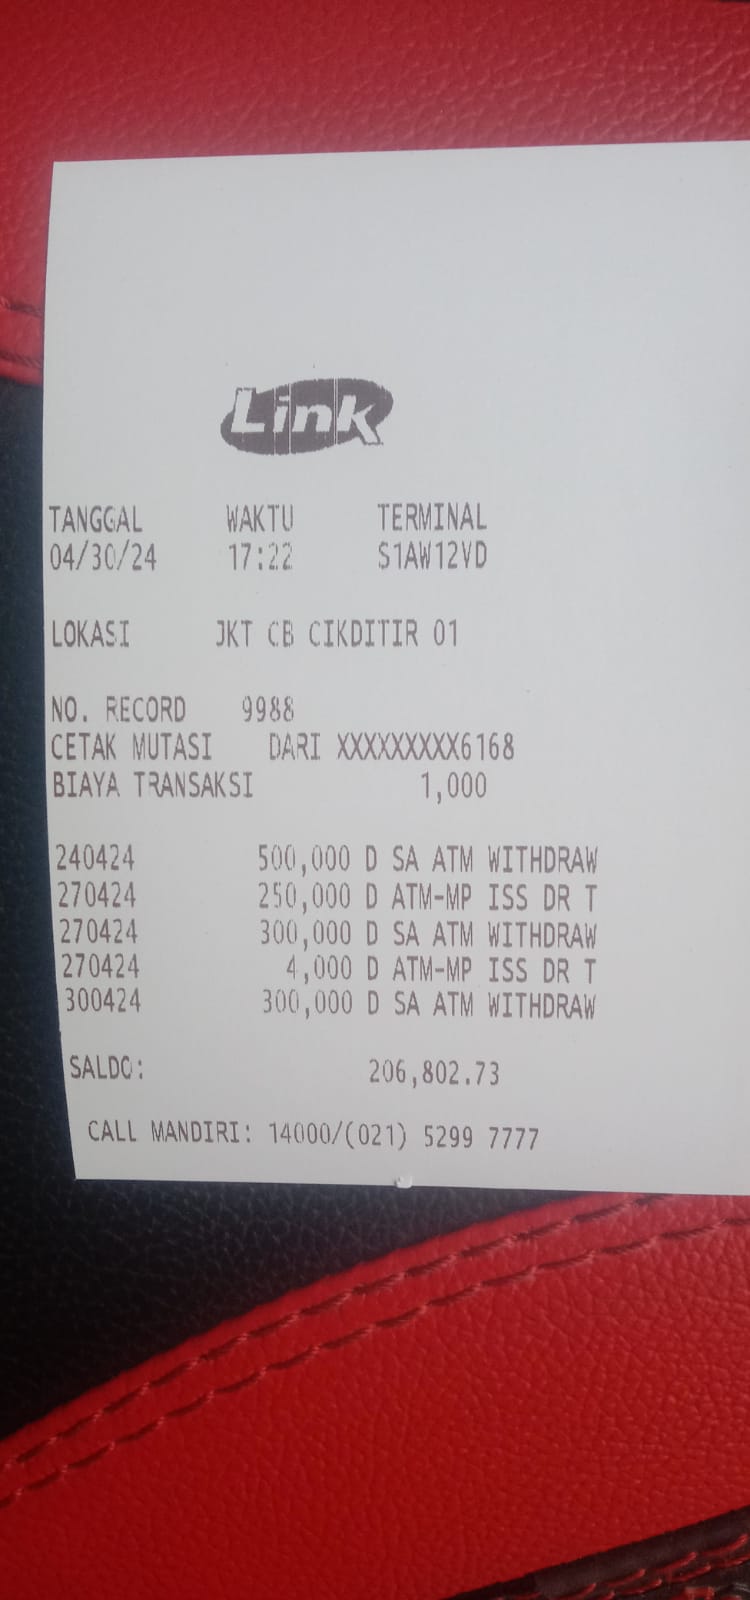 Link
TANGGAL WAKTU TERMINAL
04/30/24 17:22 S1AW12VD
LOKASI JKT CB CIKDITIR 01
NO. RECORD 9988
CETAK MUTASI DARI XXXXXXXXX6168
BIAYA TRANSAKSI 1,000
240424 500,000 D SA ATM WITHDRAW
270424 250,000 D ATM-MP ISS DR T
270424 300,000 D SA ATM WITHDRAW
270424 4,000 D ATM-MP ISS DR T
300424 300,000 D SA ATM WITHDRAW
SALDO: 206,802.73
CALL MANDIRI: 14000/(021) 5299 7777